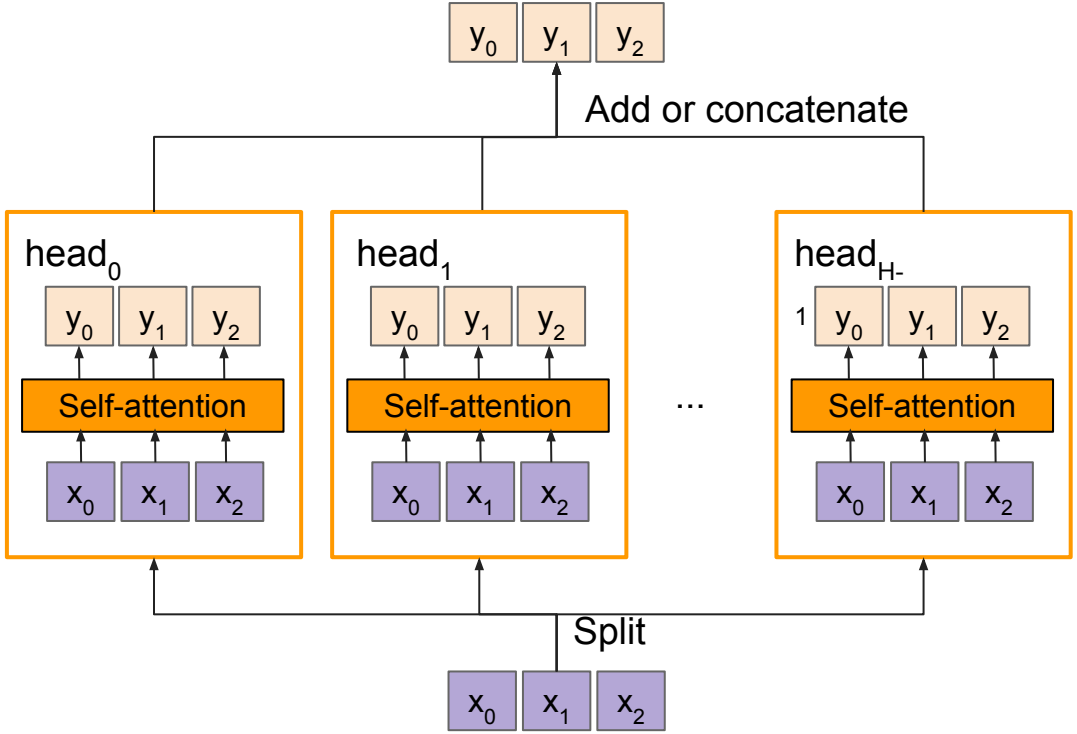 y₀ y₁ y₂
Add or concatenate
head₀ head₁ head_H-
1
y₀ y₁ y₂ y₀ y₁ y₂ y₀ y₁ y₂
Self-attention Self-attention ... Self-attention
x₀ x₁ x₂ x₀ x₁ x₂ x₀ x₁ x₂
Split
x₀ x₁ x₂